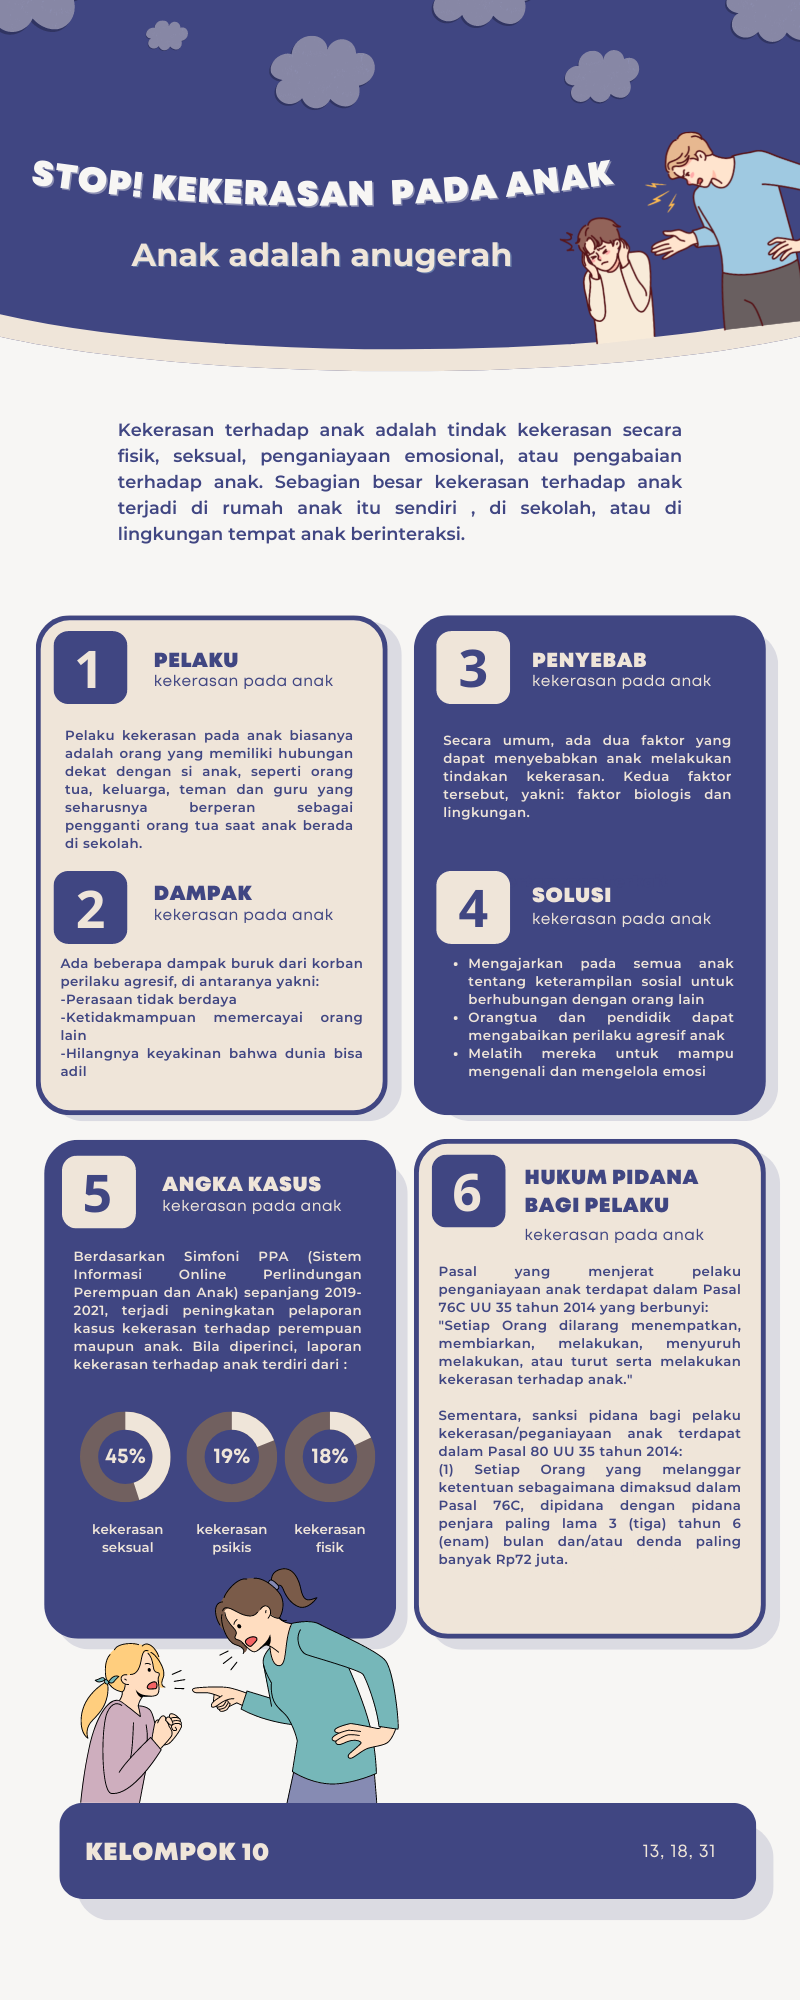 STOP! KEKERASAN PADA ANAK
Anak adalah anugerah
Kekerasan terhadap anak adalah tindak kekerasan secara
fisik, seksual, penganiayaan emosional, atau pengabaian
terhadap anak. Sebagian besar kekerasan terhadap anak
terjadi di rumah anak itu sendiri , di sekolah, atau di
lingkungan tempat anak berinteraksi.
1
PELAKU
kekerasan pada anak
Pelaku kekerasan pada anak biasanya
adalah orang yang memiliki hubungan
dekat dengan si anak, seperti orang
tua, keluarga, teman dan guru yang
seharusnya berperan sebagai
pengganti orang tua saat anak berada
di sekolah.
2
DAMPAK
kekerasan pada anak
Ada beberapa dampak buruk dari korban
perilaku agresif, di antaranya yakni:
-Perasaan tidak berdaya
-Ketidakmampuan memercayai orang
lain
-Hilangnya keyakinan bahwa dunia bisa
adil
3
PENYEBAB
kekerasan pada anak
Secara umum, ada dua faktor yang
dapat menyebabkan anak melakukan
tindakan kekerasan. Kedua faktor
tersebut, yakni: faktor biologis dan
lingkungan.
4
SOLUSI
kekerasan pada anak
• Mengajarkan pada semua anak
tentang keterampilan sosial untuk
berhubungan dengan orang lain
• Orangtua dan pendidik dapat
mengabaikan perilaku agresif anak
• Melatih mereka untuk mampu
mengenali dan mengelola emosi
5
ANGKA KASUS
kekerasan pada anak
Berdasarkan Simfoni PPA (Sistem
Informasi Online Perlindungan
Perempuan dan Anak) sepanjang 2019-
2021, terjadi peningkatan pelaporan
kasus kekerasan terhadap perempuan
maupun anak. Bila diperinci, laporan
kekerasan terhadap anak terdiri dari :
45% 19% 18%
kekerasan kekerasan kekerasan
seksual psikis fisik
6
HUKUM PIDANA
BAGI PELAKU
kekerasan pada anak
Pasal yang menjerat pelaku
penganiayaan anak terdapat dalam Pasal
76C UU 35 tahun 2014 yang berbunyi:
"Setiap Orang dilarang menempatkan,
membiarkan, melakukan, menyuruh
melakukan, atau turut serta melakukan
kekerasan terhadap anak."
Sementara, sanksi pidana bagi pelaku
kekerasan/peganiayaan anak terdapat
dalam Pasal 80 UU 35 tahun 2014:
(1) Setiap Orang yang melanggar
ketentuan sebagaimana dimaksud dalam
Pasal 76C, dipidana dengan pidana
penjara paling lama 3 (tiga) tahun 6
(enam) bulan dan/atau denda paling
banyak Rp72 juta.
KELOMPOK 10
13, 18, 31